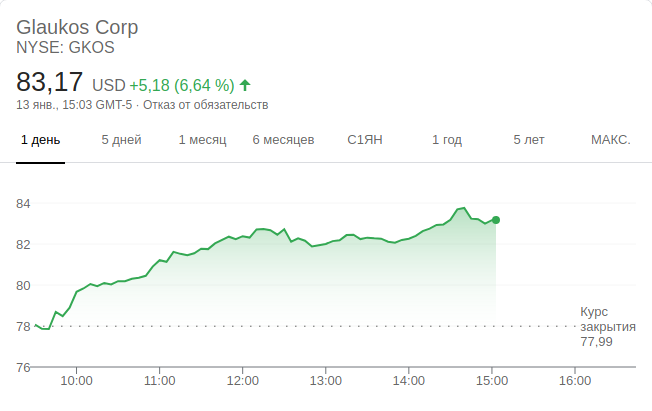 Glaukos Corp
NYSE: GKOS
83,17 USD +5,18 (6,64 %)
13 янв., 15:03 GMT-5 · Отказ от обязательств
1 день 5 дней 1 месяц 6 месяцев С1ЯН 1 год 5 лет МАКС.
84
82
80
78
76
Курс
закрытия
77,99
10:00 11:00 12:00 13:00 14:00 15:00 16:00